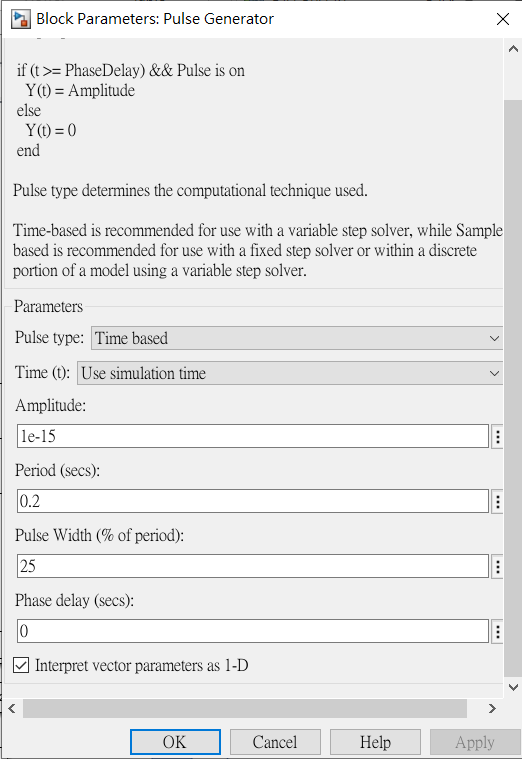 Block Parameters: Pulse Generator
if (t >= PhaseDelay) && Pulse is on
Y(t) = Amplitude
else
Y(t) = 0
end
Pulse type determines the computational technique used.
Time-based is recommended for use with a variable step solver, while Sample
based is recommended for use with a fixed step solver or within a discrete
portion of a model using a variable step solver.
Parameters
Pulse type: Time based
Time (t): Use simulation time
Amplitude:
1e-15
Period (secs):
0.2
Pulse Width (% of period):
25
Phase delay (secs):
0
Interpret vector parameters as 1-D
OK Cancel Help Apply